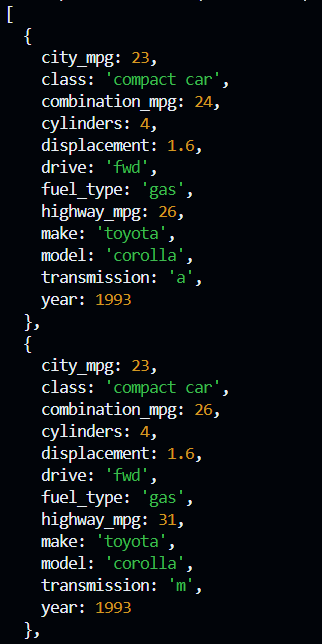 [
  {
    city_mpg: 23,
    class: 'compact car',
    combination_mpg: 24,
    cylinders: 4,
    displacement: 1.6,
    drive: 'fwd',
    fuel_type: 'gas',
    highway_mpg: 26,
    make: 'toyota',
    model: 'corolla',
    transmission: 'a',
    year: 1993
  },
  {
    city_mpg: 23,
    class: 'compact car',
    combination_mpg: 26,
    cylinders: 4,
    displacement: 1.6,
    drive: 'fwd',
    fuel_type: 'gas',
    highway_mpg: 31,
    make: 'toyota',
    model: 'corolla',
    transmission: 'm',
    year: 1993
  },